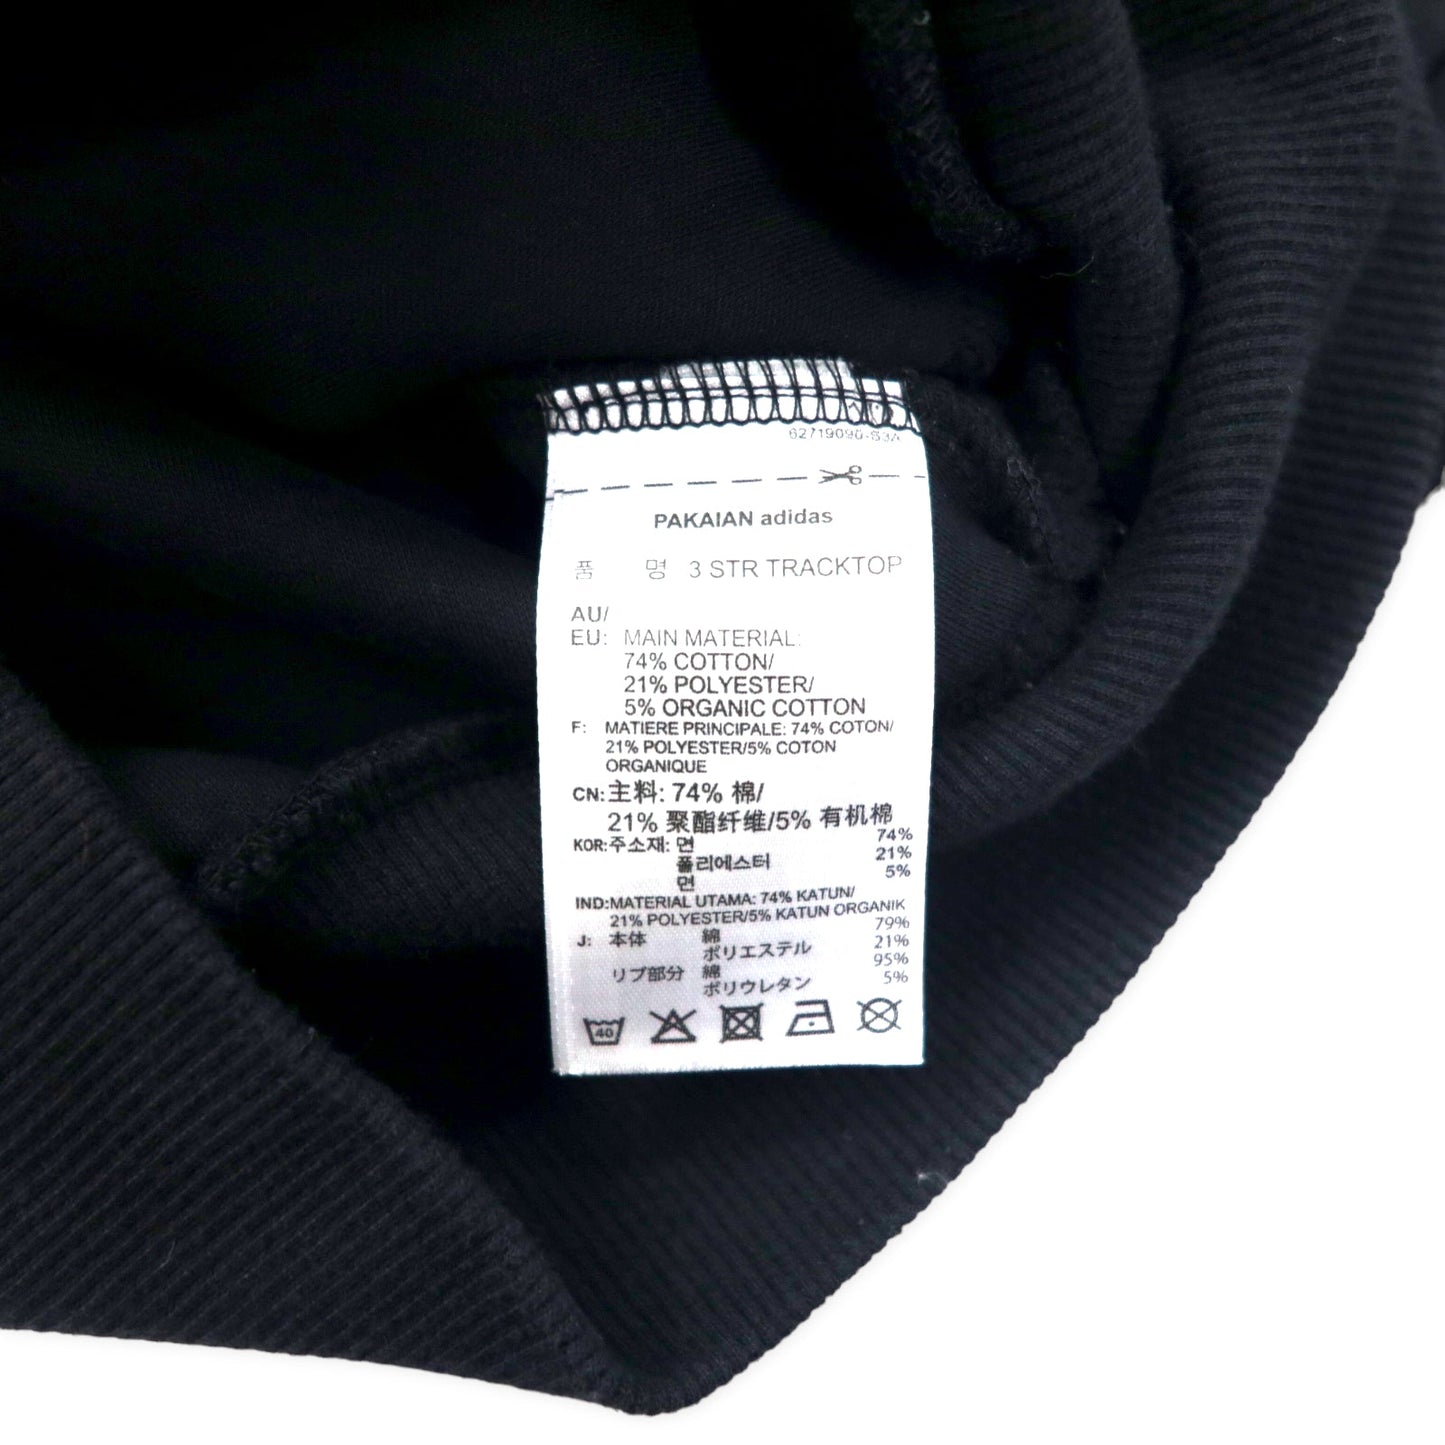 62719090-S3A
PAKAIAN adidas
품 명 3 STR TRACKTOP
AU/
EU: MAIN MATERIAL:
74% COTTON/
21% POLYESTER/
5% ORGANIC COTTON
F: MATIERE PRINCIPALE: 74% COTON/
21% POLYESTER/5% COTON
ORGANIQUE
CN:主料: 74% 棉/
21% 聚酯纤维/5% 有机棉
KOR:주소재: 면 74%
폴리에스터 21%
면 5%
IND:MATERIAL UTAMA: 74% KATUN/
21% POLYESTER/5% KATUN ORGANIK
J: 本体 綿 79%
ポリエステル 21%
リブ部分 綿 95%
ポリウレタン 5%
40